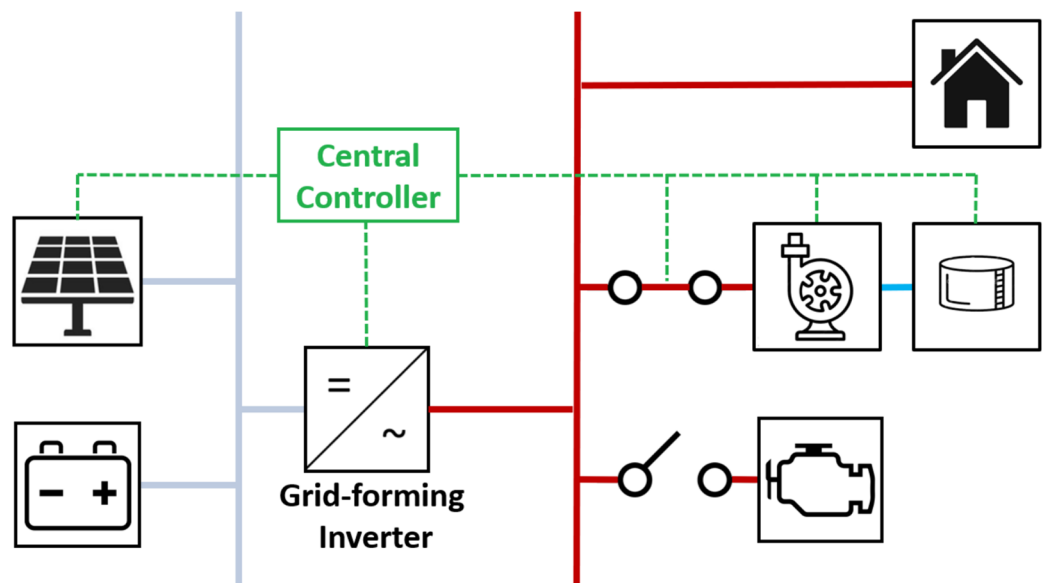 Central
Controller
=
~
Grid-forming
Inverter